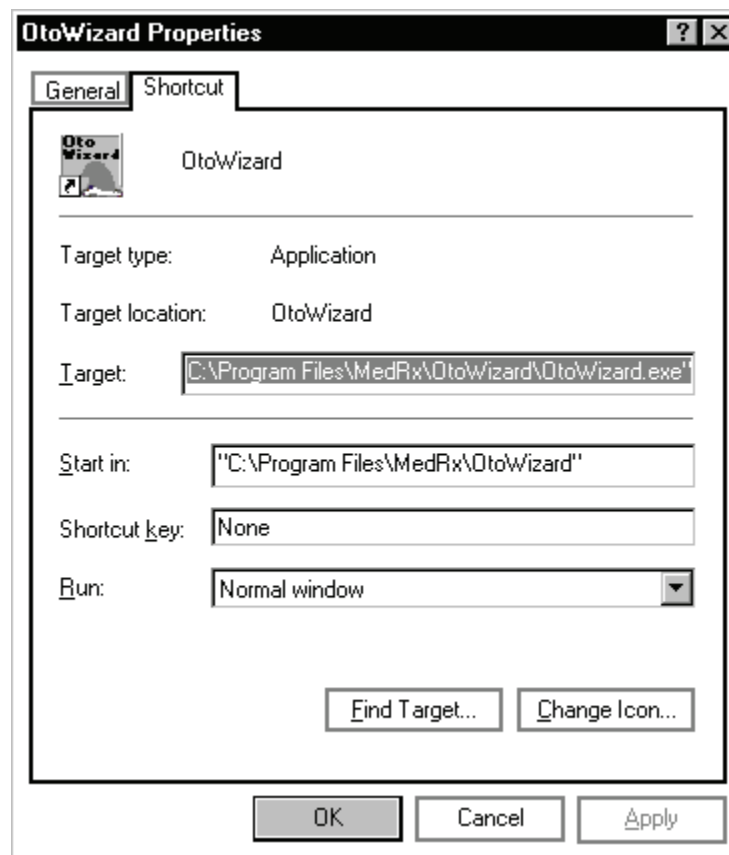 OtoWizard Properties
General Shortcut
Oto
Wizard
OtoWizard
Target type: Application
Target location: OtoWizard
Target: C:\Program Files\MedRx\OtoWizard\OtoWizard.exe"
Start in: "C:\Program Files\MedRx\OtoWizard"
Shortcut key: None
Run: Normal window
Find Target... Change Icon...
OK Cancel Apply